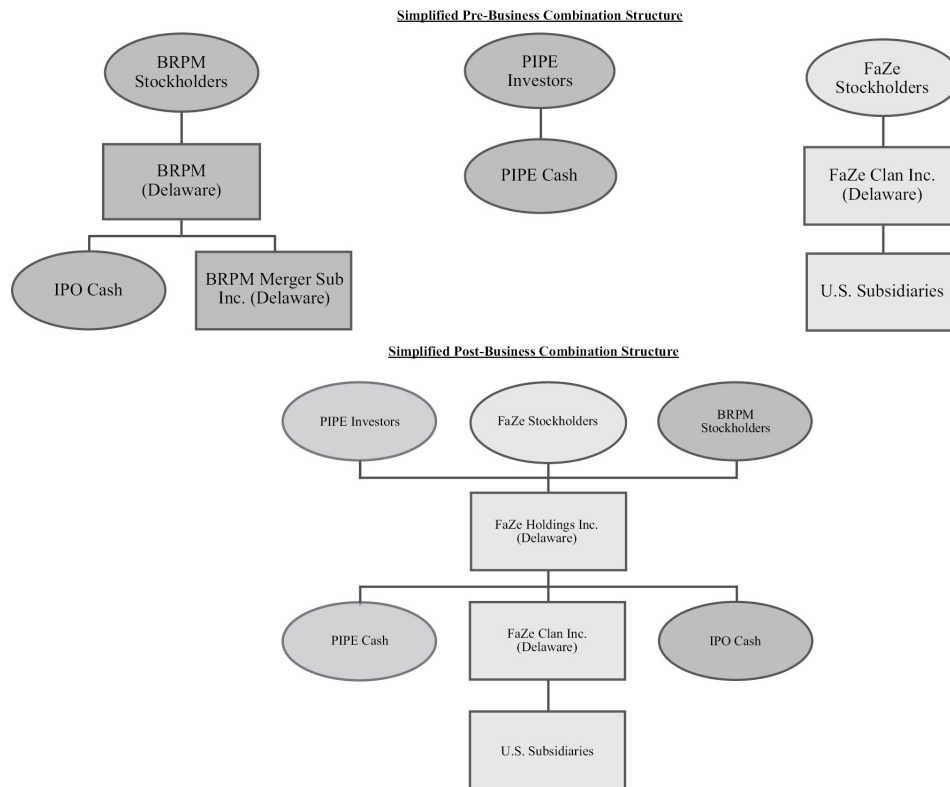 Simplified Pre-Business Combination Structure
BRPM
Stockholders
PIPE
Investors
FaZe
Stockholders
BRPM
(Delaware)
PIPE Cash
FaZe Clan Inc.
(Delaware)
IPO Cash
BRPM Merger Sub
Inc. (Delaware)
U.S. Subsidiaries
Simplified Post-Business Combination Structure
PIPE Investors
FaZe Stockholders
BRPM
Stockholders
FaZe Holdings Inc.
(Delaware)
PIPE Cash
FaZe Clan Inc.
(Delaware)
IPO Cash
U.S. Subsidiaries